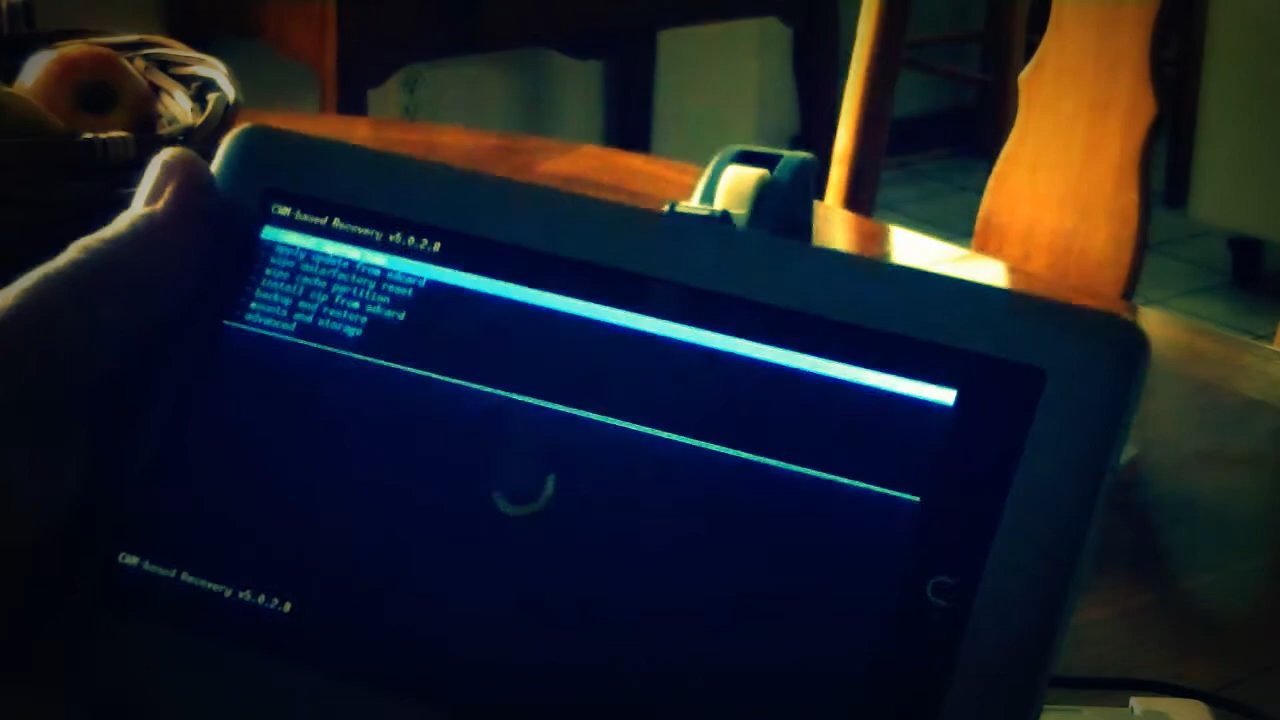 CWM-based Recovery v5.0.2.8
apply update from sdcard
wipe data/factory reset
wipe cache partition
install zip from sdcard
backup and restore
mounts and storage
advanced
CWM-based Recovery v5.0.2.8